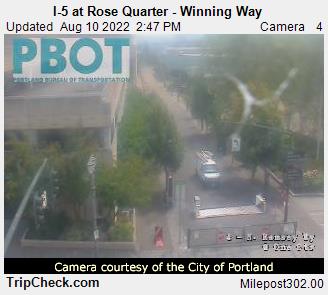 I-5 at Rose Quarter - Winning Way
Updated Aug 10 2022 2:47 PM Camera 4
PBOT
PORTLAND BUREAU OF TRANSPORTATION
Camera courtesy of the City of Portland
TripCheck.com Milepost302.00